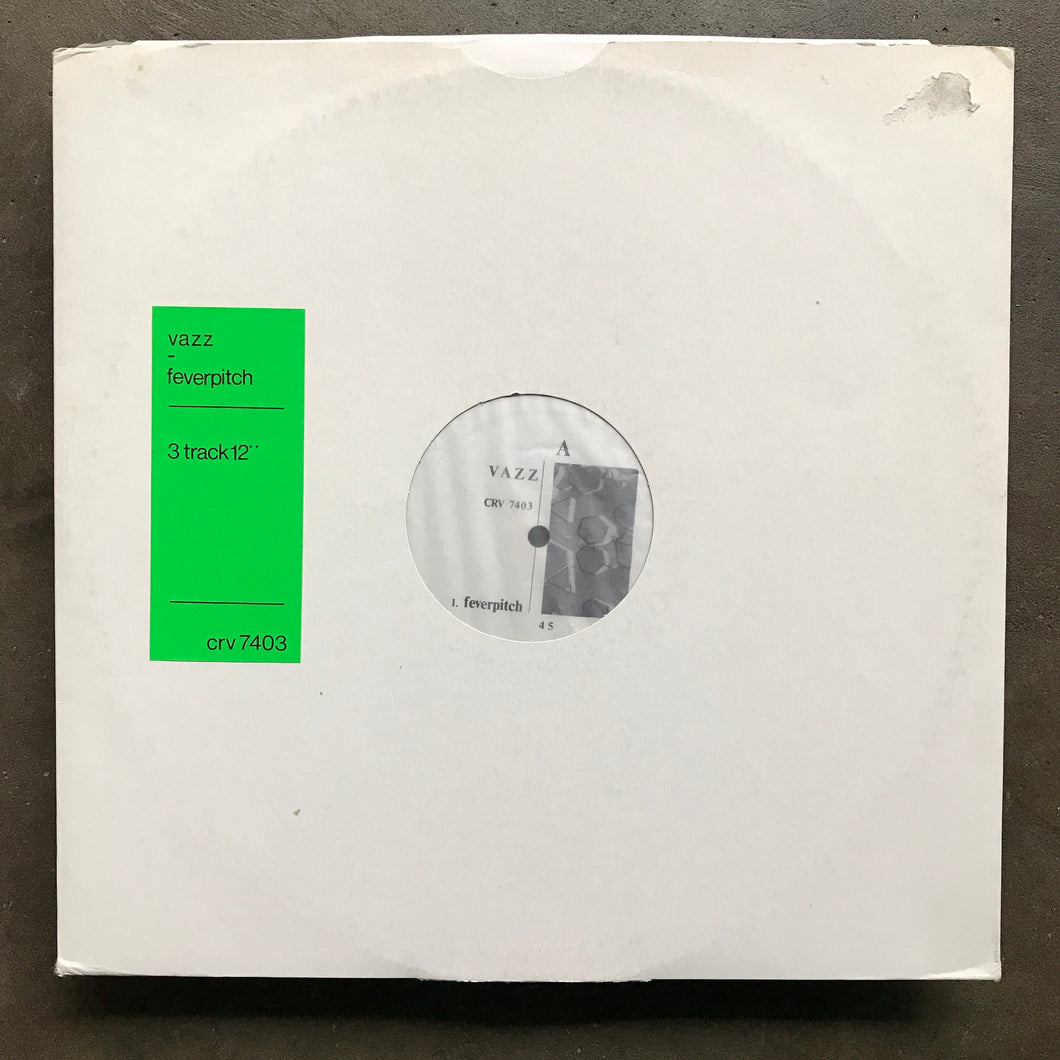 vazz
-
feverpitch
3 track 12¨
crv 7403
A
VAZZ
CRV 7403
1. feverpitch
45